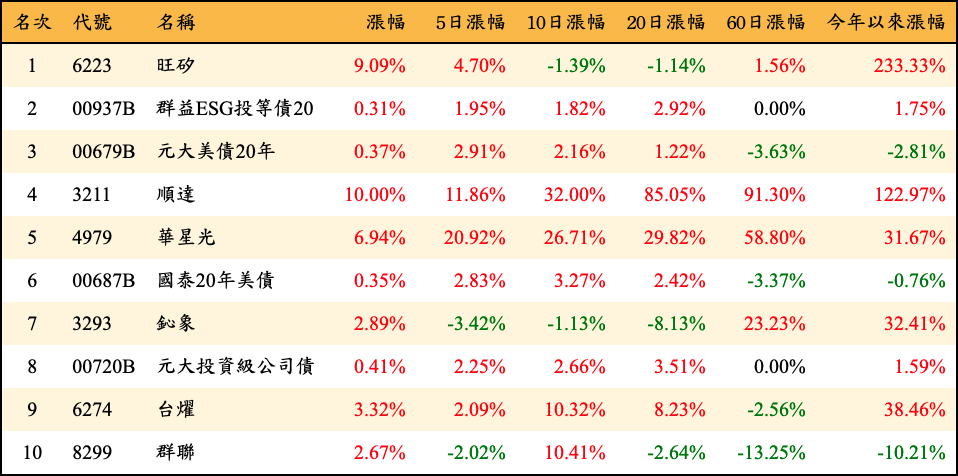 名次 代號 名稱 漲幅 5日漲幅 10日漲幅 20日漲幅 60日漲幅 今年以來漲幅
1 6223 旺矽 9.09% 4.70% -1.39% -1.14% 1.56% 233.33%
2 00937B 群益ESG投等債20 0.31% 1.95% 1.82% 2.92% 0.00% 1.75%
3 00679B 元大美債20年 0.37% 2.91% 2.16% 1.22% -3.63% -2.81%
4 3211 順達 10.00% 11.86% 32.00% 85.05% 91.30% 122.97%
5 4979 華星光 6.94% 20.92% 26.71% 29.82% 58.80% 31.67%
6 00687B 國泰20年美債 0.35% 2.83% 3.27% 2.42% -3.37% -0.76%
7 3293 鈊象 2.89% -3.42% -1.13% -8.13% 23.23% 32.41%
8 00720B 元大投資級公司債 0.41% 2.25% 2.66% 3.51% 0.00% 1.59%
9 6274 台燿 3.32% 2.09% 10.32% 8.23% -2.56% 38.46%
10 8299 群聯 2.67% -2.02% 10.41% -2.64% -13.25% -10.21%